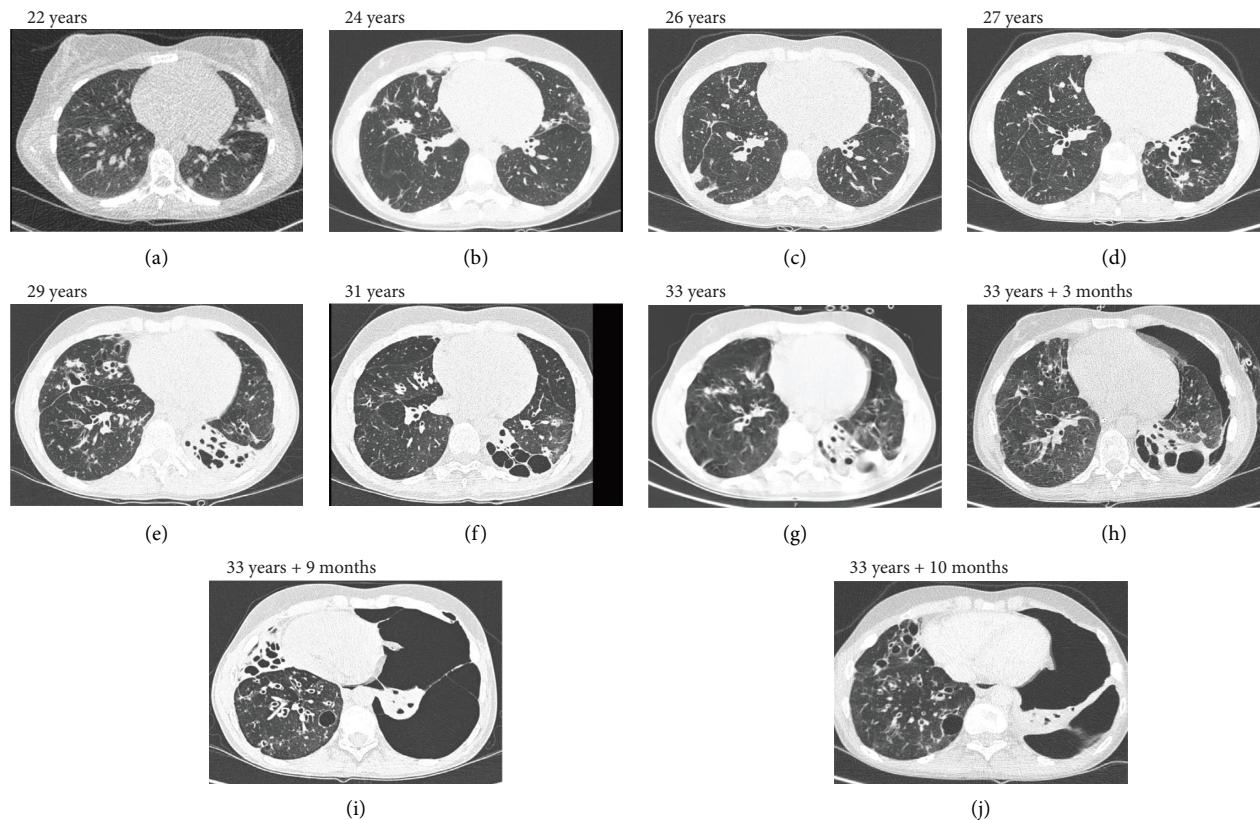 22 years
24 years
26 years
27 years
(a)
(b)
(c)
(d)
29 years
31 years
33 years
33 years + 3 months
(e)
(f)
(g)
(h)
33 years + 9 months
33 years + 10 months
(i)
(j)